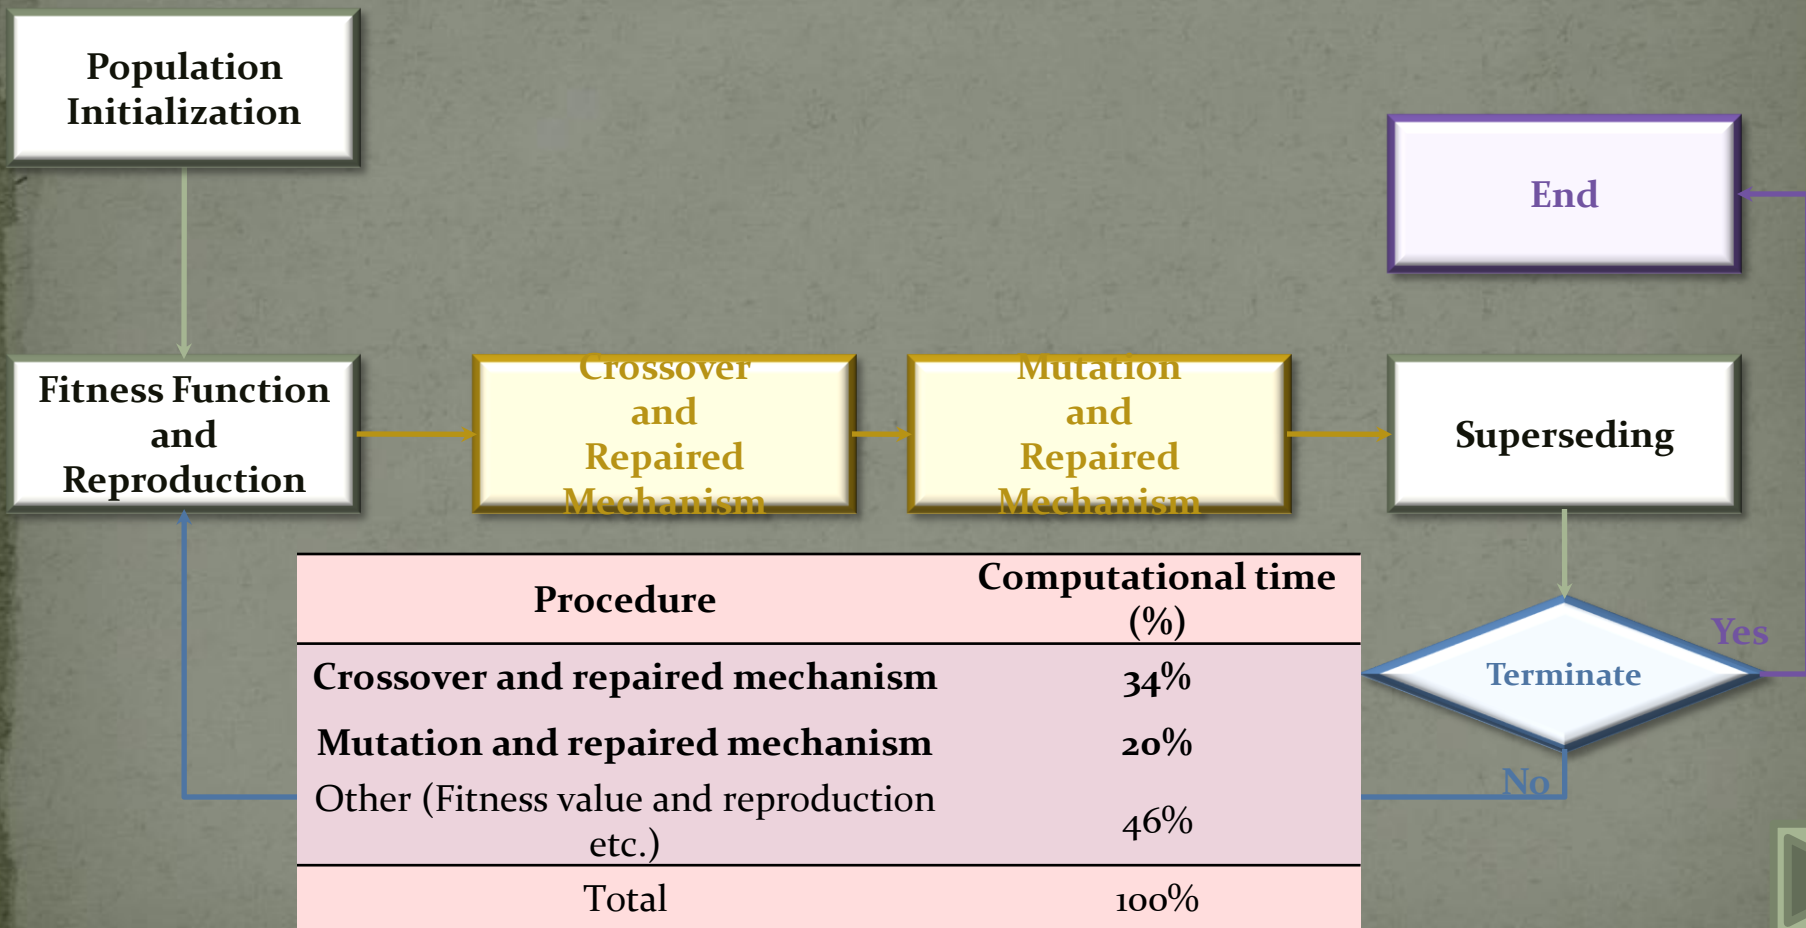 Population
Initialization
End
Fitness Function
and
Reproduction
Crossover
and
Repaired
Mechanism
Mutation
and
Repaired
Mechanism
Superseding
Procedure
Computational time
(%)
Crossover and repaired mechanism
34%
Mutation and repaired mechanism
20%
Other (Fitness value and reproduction
etc.)
46%
Total
100%
Yes
Terminate
No